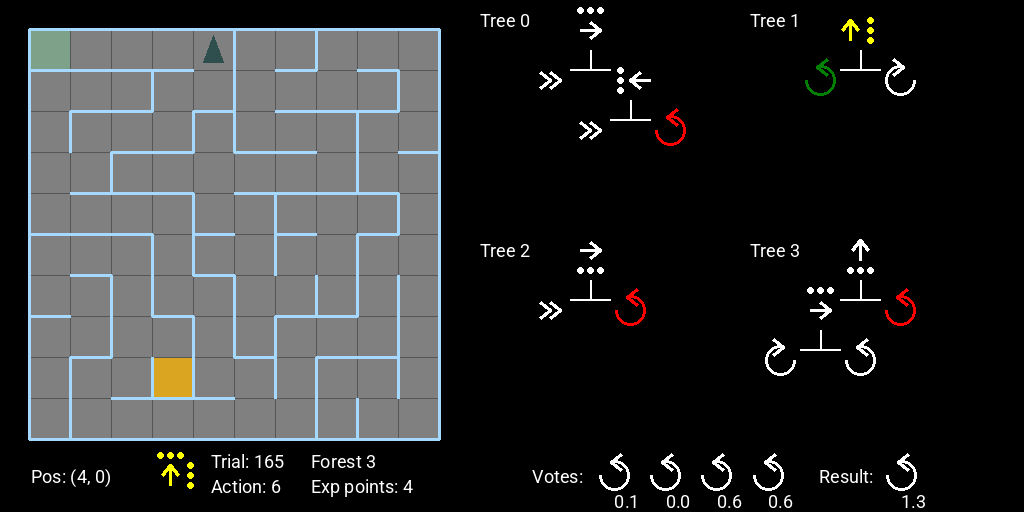 Tree 0
Tree 1
Tree 2
Tree 3
Pos: (4, 0)
Trial: 165
Forest 3
Action: 6
Exp points: 4
Votes:
0.1
0.0
0.6
0.6
Result:
1.3